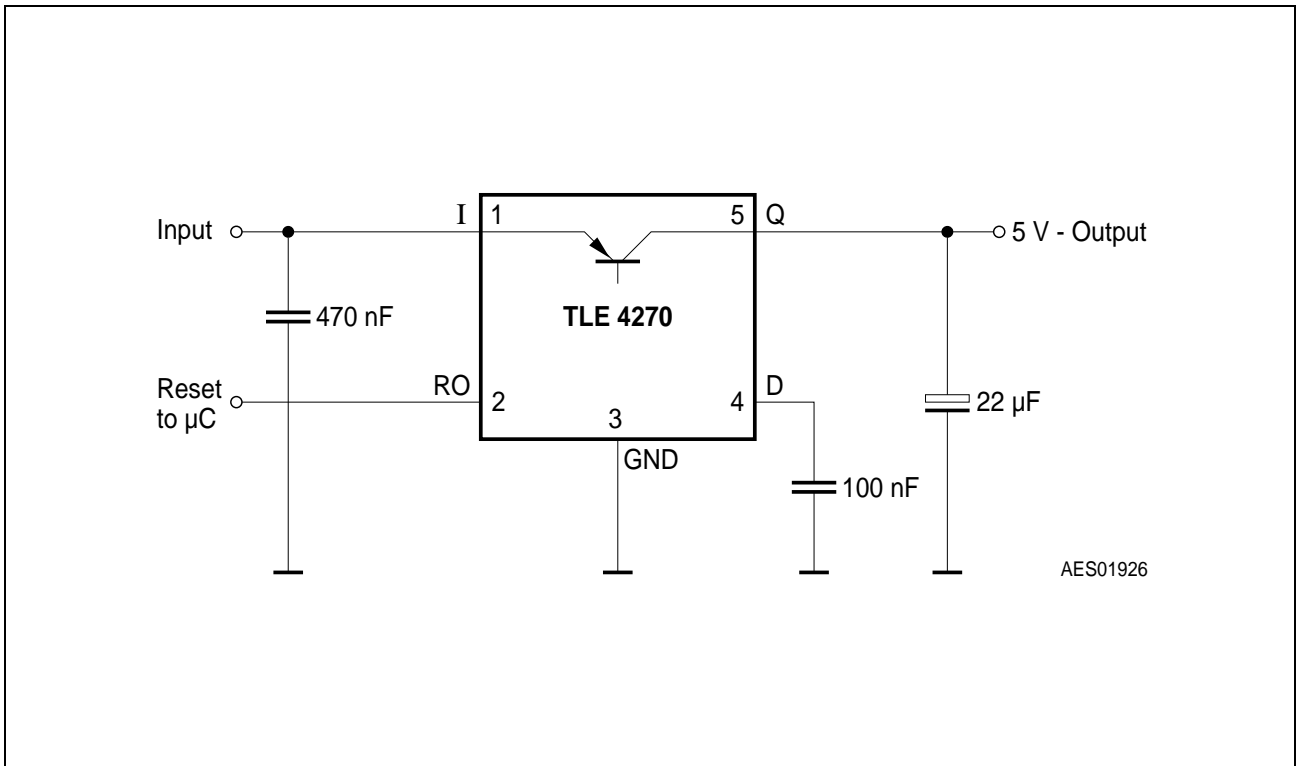 Input
I
1
5
Q
5 V - Output
470 nF
TLE 4270
Reset
to µC
RO
2
3
GND
4
D
22 µF
100 nF
AES01926